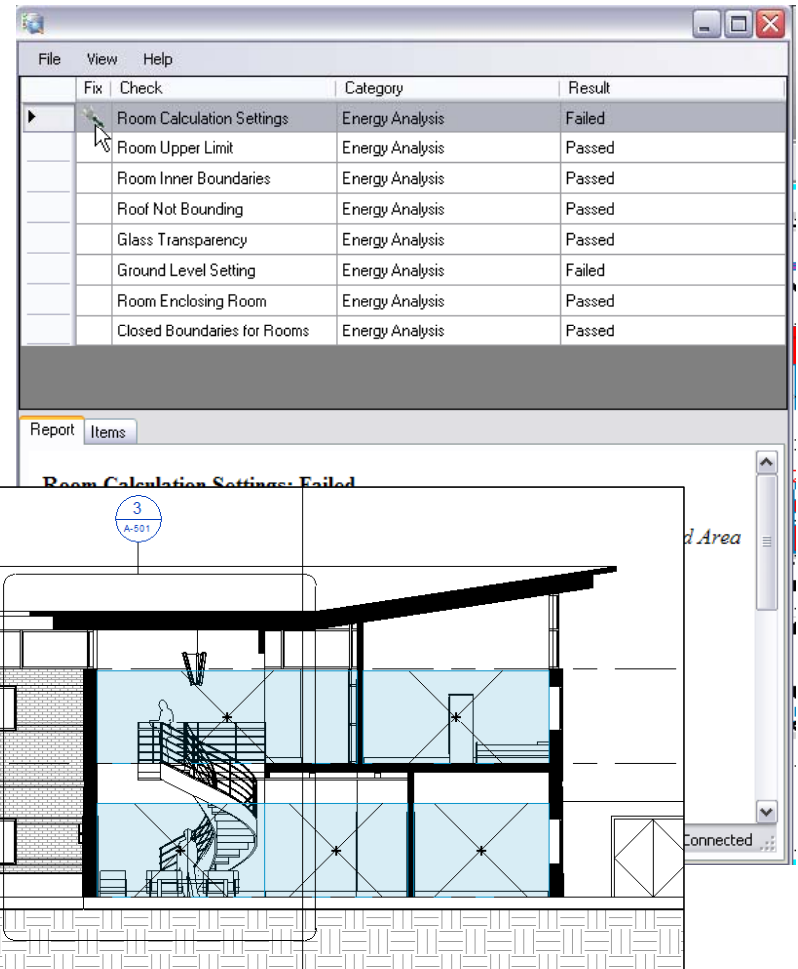 File View Help
Fix Check Category Result
Room Calculation Settings Energy Analysis Failed
Room Upper Limit Energy Analysis Passed
Room Inner Boundaries Energy Analysis Passed
Roof Not Bounding Energy Analysis Passed
Glass Transparency Energy Analysis Passed
Ground Level Setting Energy Analysis Failed
Room Enclosing Room Energy Analysis Passed
Closed Boundaries for Rooms Energy Analysis Passed
Report Items
Room Calculation Settings: Failed
3
A-501
Area
Connected